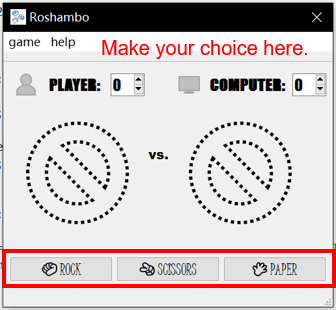 Roshambo
game help
Make your choice here.
PLAYER: 0 COMPUTER: 0
vs.
ROCK SCISSORS PAPER